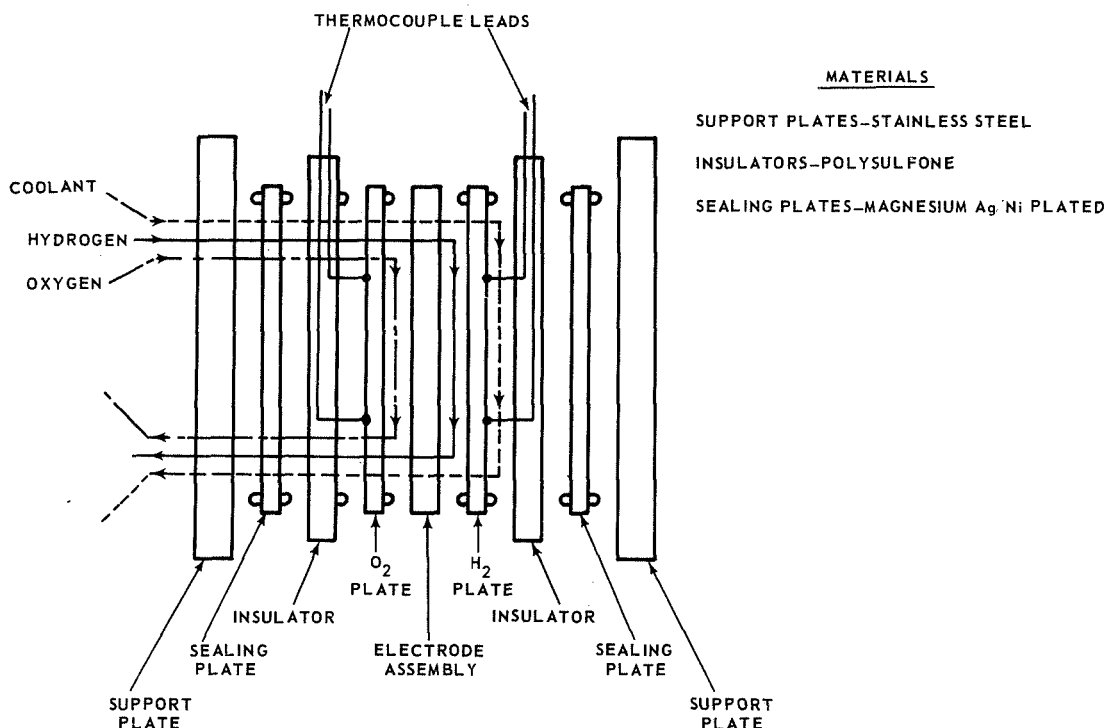 THERMOCOUPLE LEADS
MATERIALS
SUPPORT PLATES–STAINLESS STEEL
INSULATORS–POLYSULFONE
SEALING PLATES–MAGNESIUM Ag/Ni PLATED
COOLANT
HYDROGEN
OXYGEN
O2
PLATE
H2
PLATE
INSULATOR
INSULATOR
SEALING
PLATE
ELECTRODE
ASSEMBLY
SEALING
PLATE
SUPPORT
PLATE
SUPPORT
PLATE